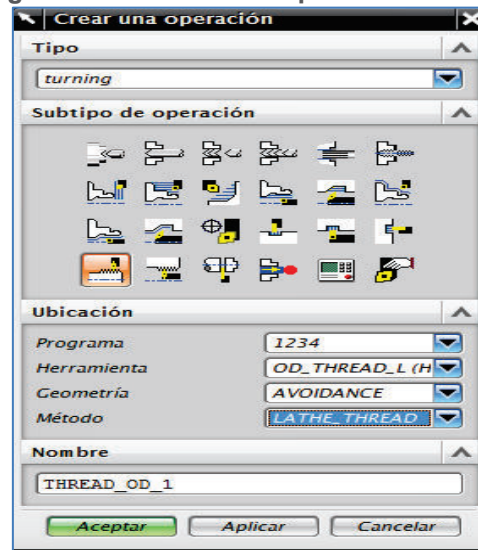 Crear una operación
Tipo
turning
Subtipo de operación
Ubicación
Programa 1234
Herramienta OD_THREAD_L (H
Geometría AVOIDANCE
Método LATHE_THREAD
Nombre
THREAD_OD_1
Aceptar Aplicar Cancelar